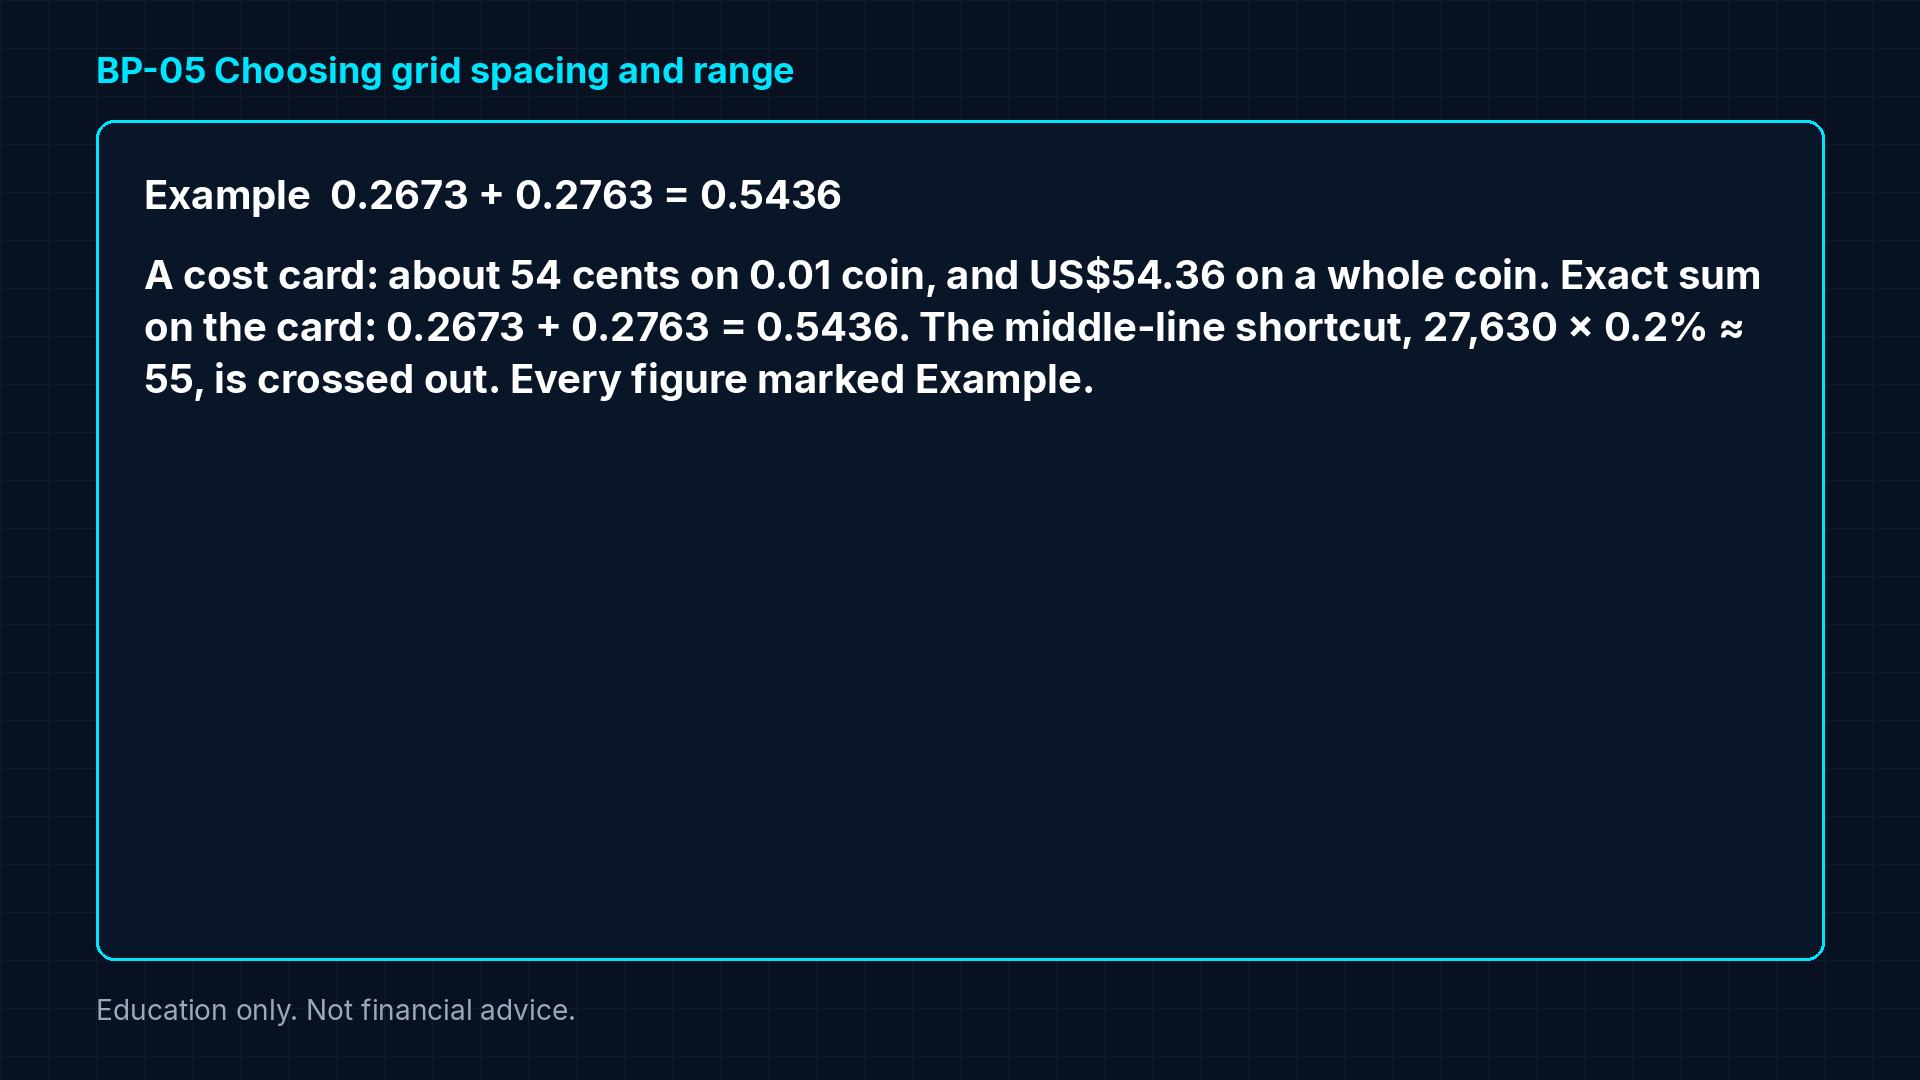 BP-05 Choosing grid spacing and range
Example 0.2673 + 0.2763 = 0.5436
A cost card: about 54 cents on 0.01 coin, and US$54.36 on a whole coin. Exact sum
on the card: 0.2673 + 0.2763 = 0.5436. The middle-line shortcut, 27,630 × 0.2% ≈
55, is crossed out. Every figure marked Example.
Education only. Not financial advice.